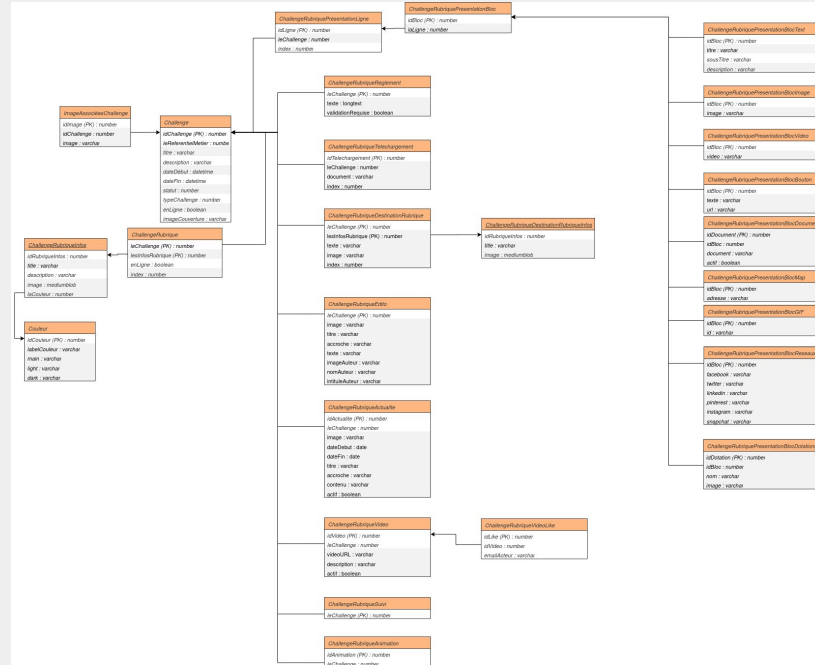 ChallengeRubriquePresentationLigne
idLigne (PK) : number
leChallenge : number
index : number
ChallengeRubriquePresentationBloc
idBloc (PK) : number
laLigne : number
ChallengeRubriquePresentationBlocText
idBloc (PK) : number
titre : varchar
sousTitre : varchar
description : varchar
ChallengeRubriquePresentationBlocImage
idBloc (PK) : number
image : varchar
ChallengeRubriquePresentationBlocVideo
idBloc (PK) : number
video : varchar
ChallengeRubriquePresentationBlocBouton
idBloc (PK) : number
texte : varchar
url : varchar
ChallengeRubriquePresentationBlocDocume
idDocument (PK) : number
idBloc : number
document : varchar
actif : boolean
ChallengeRubriquePresentationBlocMap
idBloc (PK) : number
adresse : varchar
ChallengeRubriquePresentationBlocGIF
idBloc (PK) : number
id : varchar
ChallengeRubriquePresentationBlocReseaux
idBloc (PK) : number
facebook : varchar
twitter : varchar
linkedin : varchar
pinterest : varchar
instagram : varchar
snapchat : varchar
ChallengeRubriquePresentationBlocDotation
idDotation (PK) : number
idBloc : number
nom : varchar
image : varchar
ImageAssociéesChallenge
idImage (PK) : number
idChallenge : number
image : varchar
Challenge
idChallenge (PK) : number
leReferentielMetier : numbe
titre : varchar
description : varchar
dateDébut : datetime
dateFin : datetime
statut : number
typeChallenge : number
enLigne : boolean
imageCouverture : varchar
ChallengeRubrique
leChallenge (PK) : number
lesInfosRubrique (PK) : number
enLigne : boolean
index : number
ChallengeRubriqueInfos
idRubriqueInfos : number
title : varchar
description : varchar
image : mediumblob
laCouleur : number
Couleur
idCouleur (PK) : number
labelCouleur : varchar
main : varchar
light : varchar
dark : varchar
ChallengeRubriqueReglement
leChallenge (PK) : number
texte : longtext
validationRequise : boolean
ChallengeRubriqueTelechargement
idTelechargement (PK) : number
leChallenge : number
document : varchar
index : number
ChallengeRubriqueDestinationRubrique
leChallenge (PK) : number
lesInfosRubrique (PK) : number
texte : varchar
image : varchar
index : number
ChallengeRubriqueDestinationRubriqueInfos
idRubriqueInfos : number
title : varchar
image : mediumblob
ChallengeRubriqueEdito
leChallenge (PK) : number
image : varchar
titre : varchar
accroche : varchar
texte : varchar
imageAuteur : varchar
nomAuteur : varchar
intituleAuteur : varchar
ChallengeRubriqueActualite
idActualite (PK) : number
leChallenge : number
image : varchar
dateDebut : date
dateFin : date
titre : varchar
accroche : varchar
contenu : varchar
actif : boolean
ChallengeRubriqueVideo
idVideo (PK) : number
leChallenge : number
videoURL : varchar
description : varchar
actif : boolean
ChallengeRubriqueVideoLike
idLike (PK) : number
idVideo : number
emailActeur : varchar
ChallengeRubriqueSuivi
leChallenge (PK) : number
ChallengeRubriqueAnimation
idAnimation (PK) : number
leChallenge : number